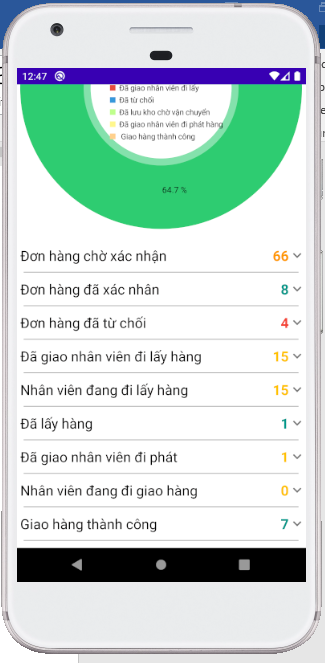 12:47
Đã giao nhân viên đi lấy
Đã từ chối
Đã lưu kho chờ vận chuyển
Đã giao nhân viên đi phát hàng
Giao hàng thành công
64.7 %
Đơn hàng chờ xác nhận 66
Đơn hàng đã xác nhân 8
Đơn hàng đã từ chối 4
Đã giao nhân viên đi lấy hàng 15
Nhân viên đang đi lấy hàng 15
Đã lấy hàng 1
Đã giao nhân viên đi phát 1
Nhân viên đang đi giao hàng 0
Giao hàng thành công 7